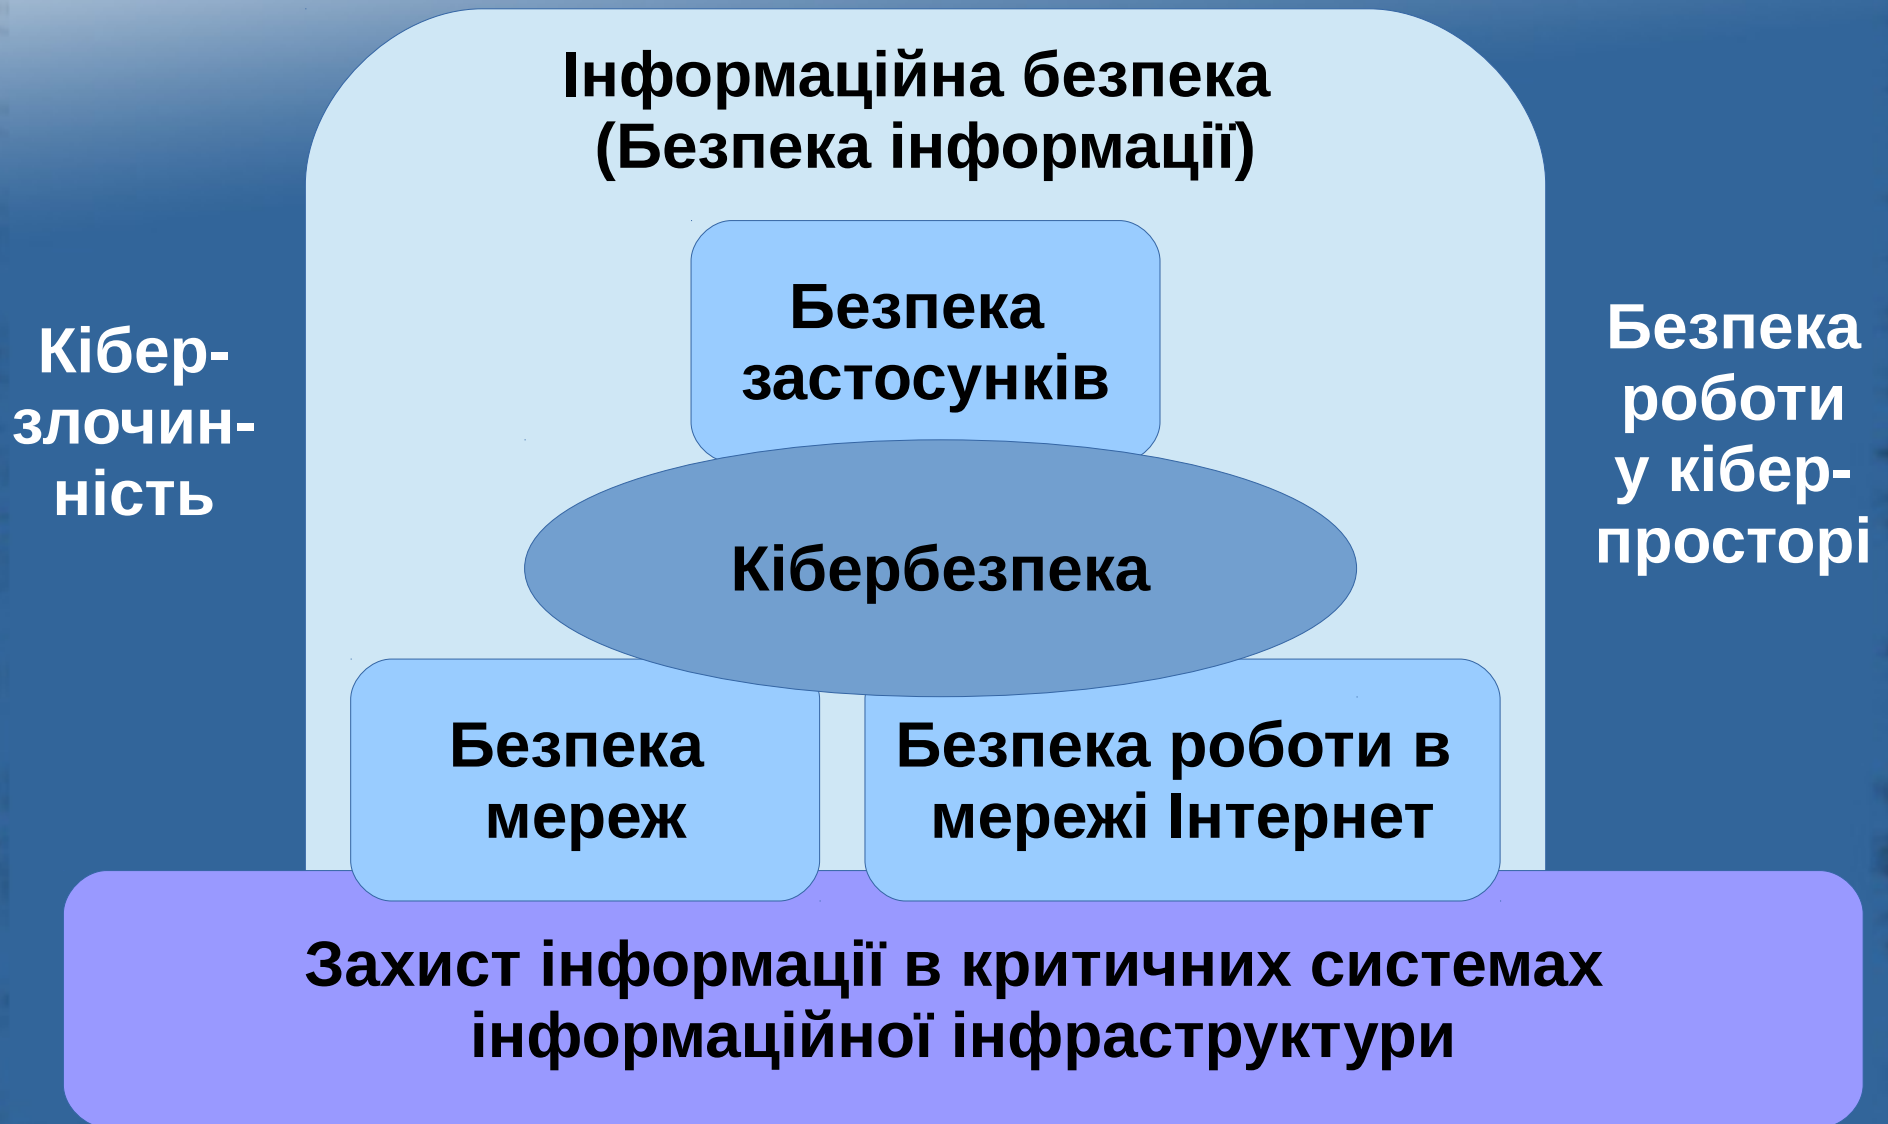 Інформаційна безпека
(Безпека інформації)
Безпека
застосунків
Кібер-
злочин-
ність
Безпека
роботи
у кібер-
просторі
Кібербезпека
Безпека
мереж
Безпека роботи в
мережі Інтернет
Захист інформації в критичних системах
інформаційної інфраструктури